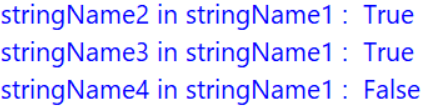 stringName2 in stringName1 :  True
stringName3 in stringName1 :  True
stringName4 in stringName1 :  False